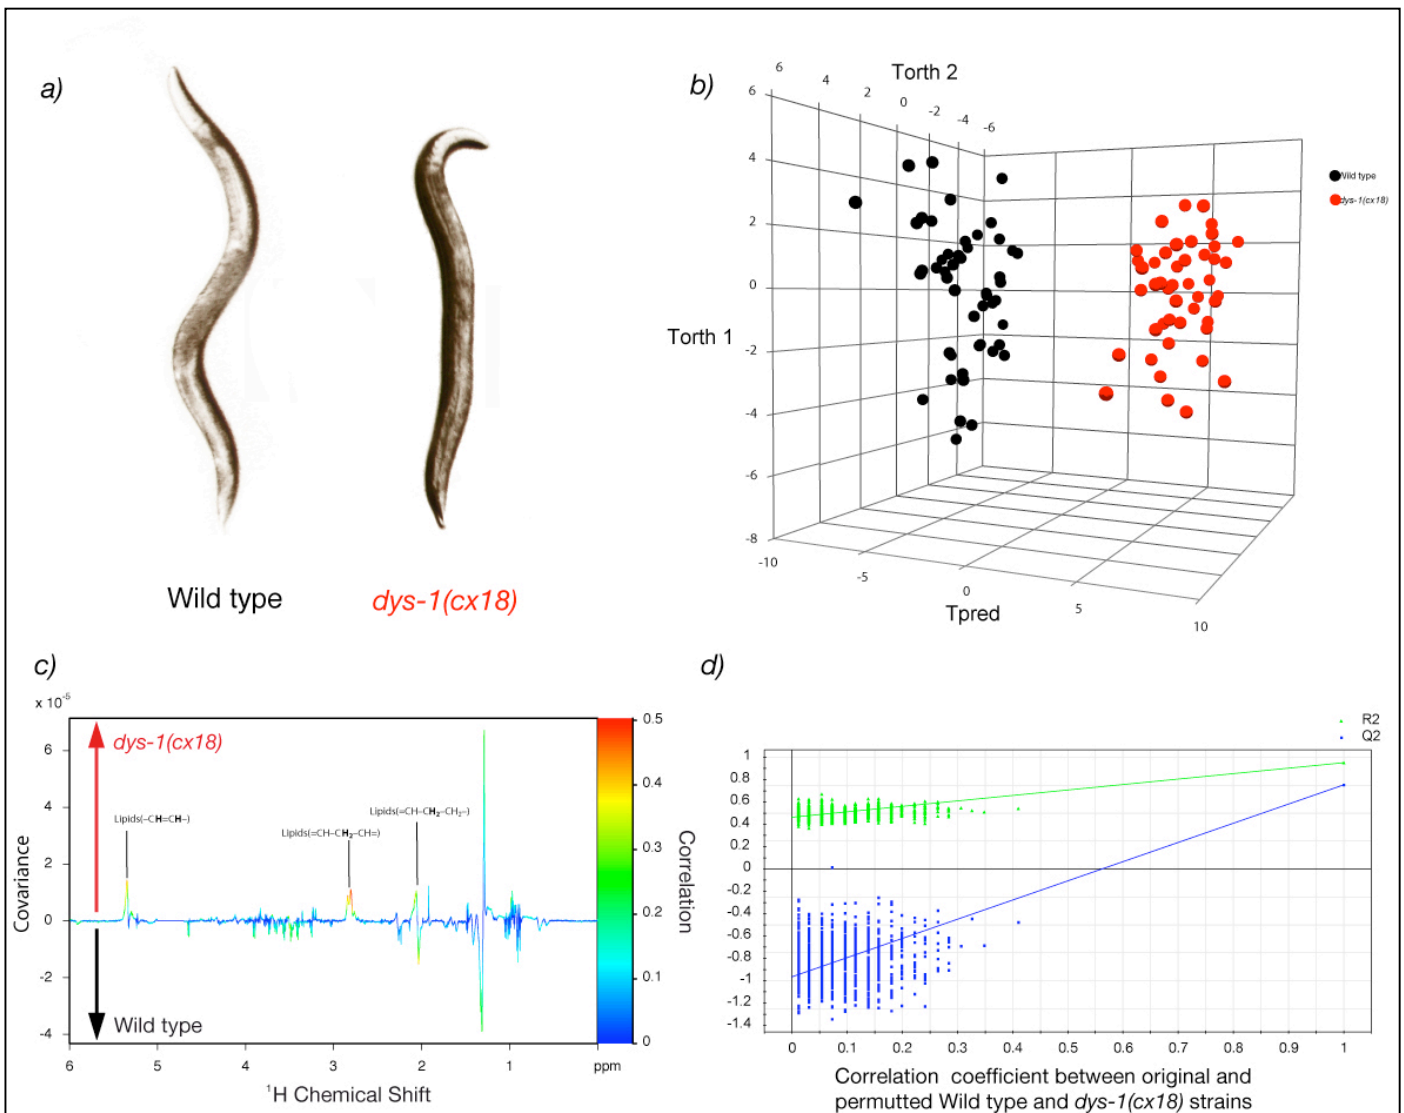 a)
Wild type
dys-1(cx18)
b)
Torth 2
6
4
2
0
-2
-4
-6
6
4
2
0
-2
-4
-6
-8
Torth 1
-10
-5
0
5
10
Tpred
Wild type
dys-1(cx18)
c)
x 10-5
6
4
2
0
-2
-4
Covariance
dys-1(cx18)
Lipids(-CH=CH-)
Lipids(=CH-CH2-CH=)
Lipids(=CH-CH2-CH2-)
Wild type
6
5
4
3
2
1
ppm
1H Chemical Shift
0.5
0.4
0.3
0.2
0.1
0
Correlation
d)
R2
Q2
1
0.8
0.6
0.4
0.2
0
-0.2
-0.4
-0.6
-0.8
-1
-1.2
-1.4
0
0.1
0.2
0.3
0.4
0.5
0.6
0.7
0.8
0.9
1
Correlation coefficient between original and
permutted Wild type and dys-1(cx18) strains